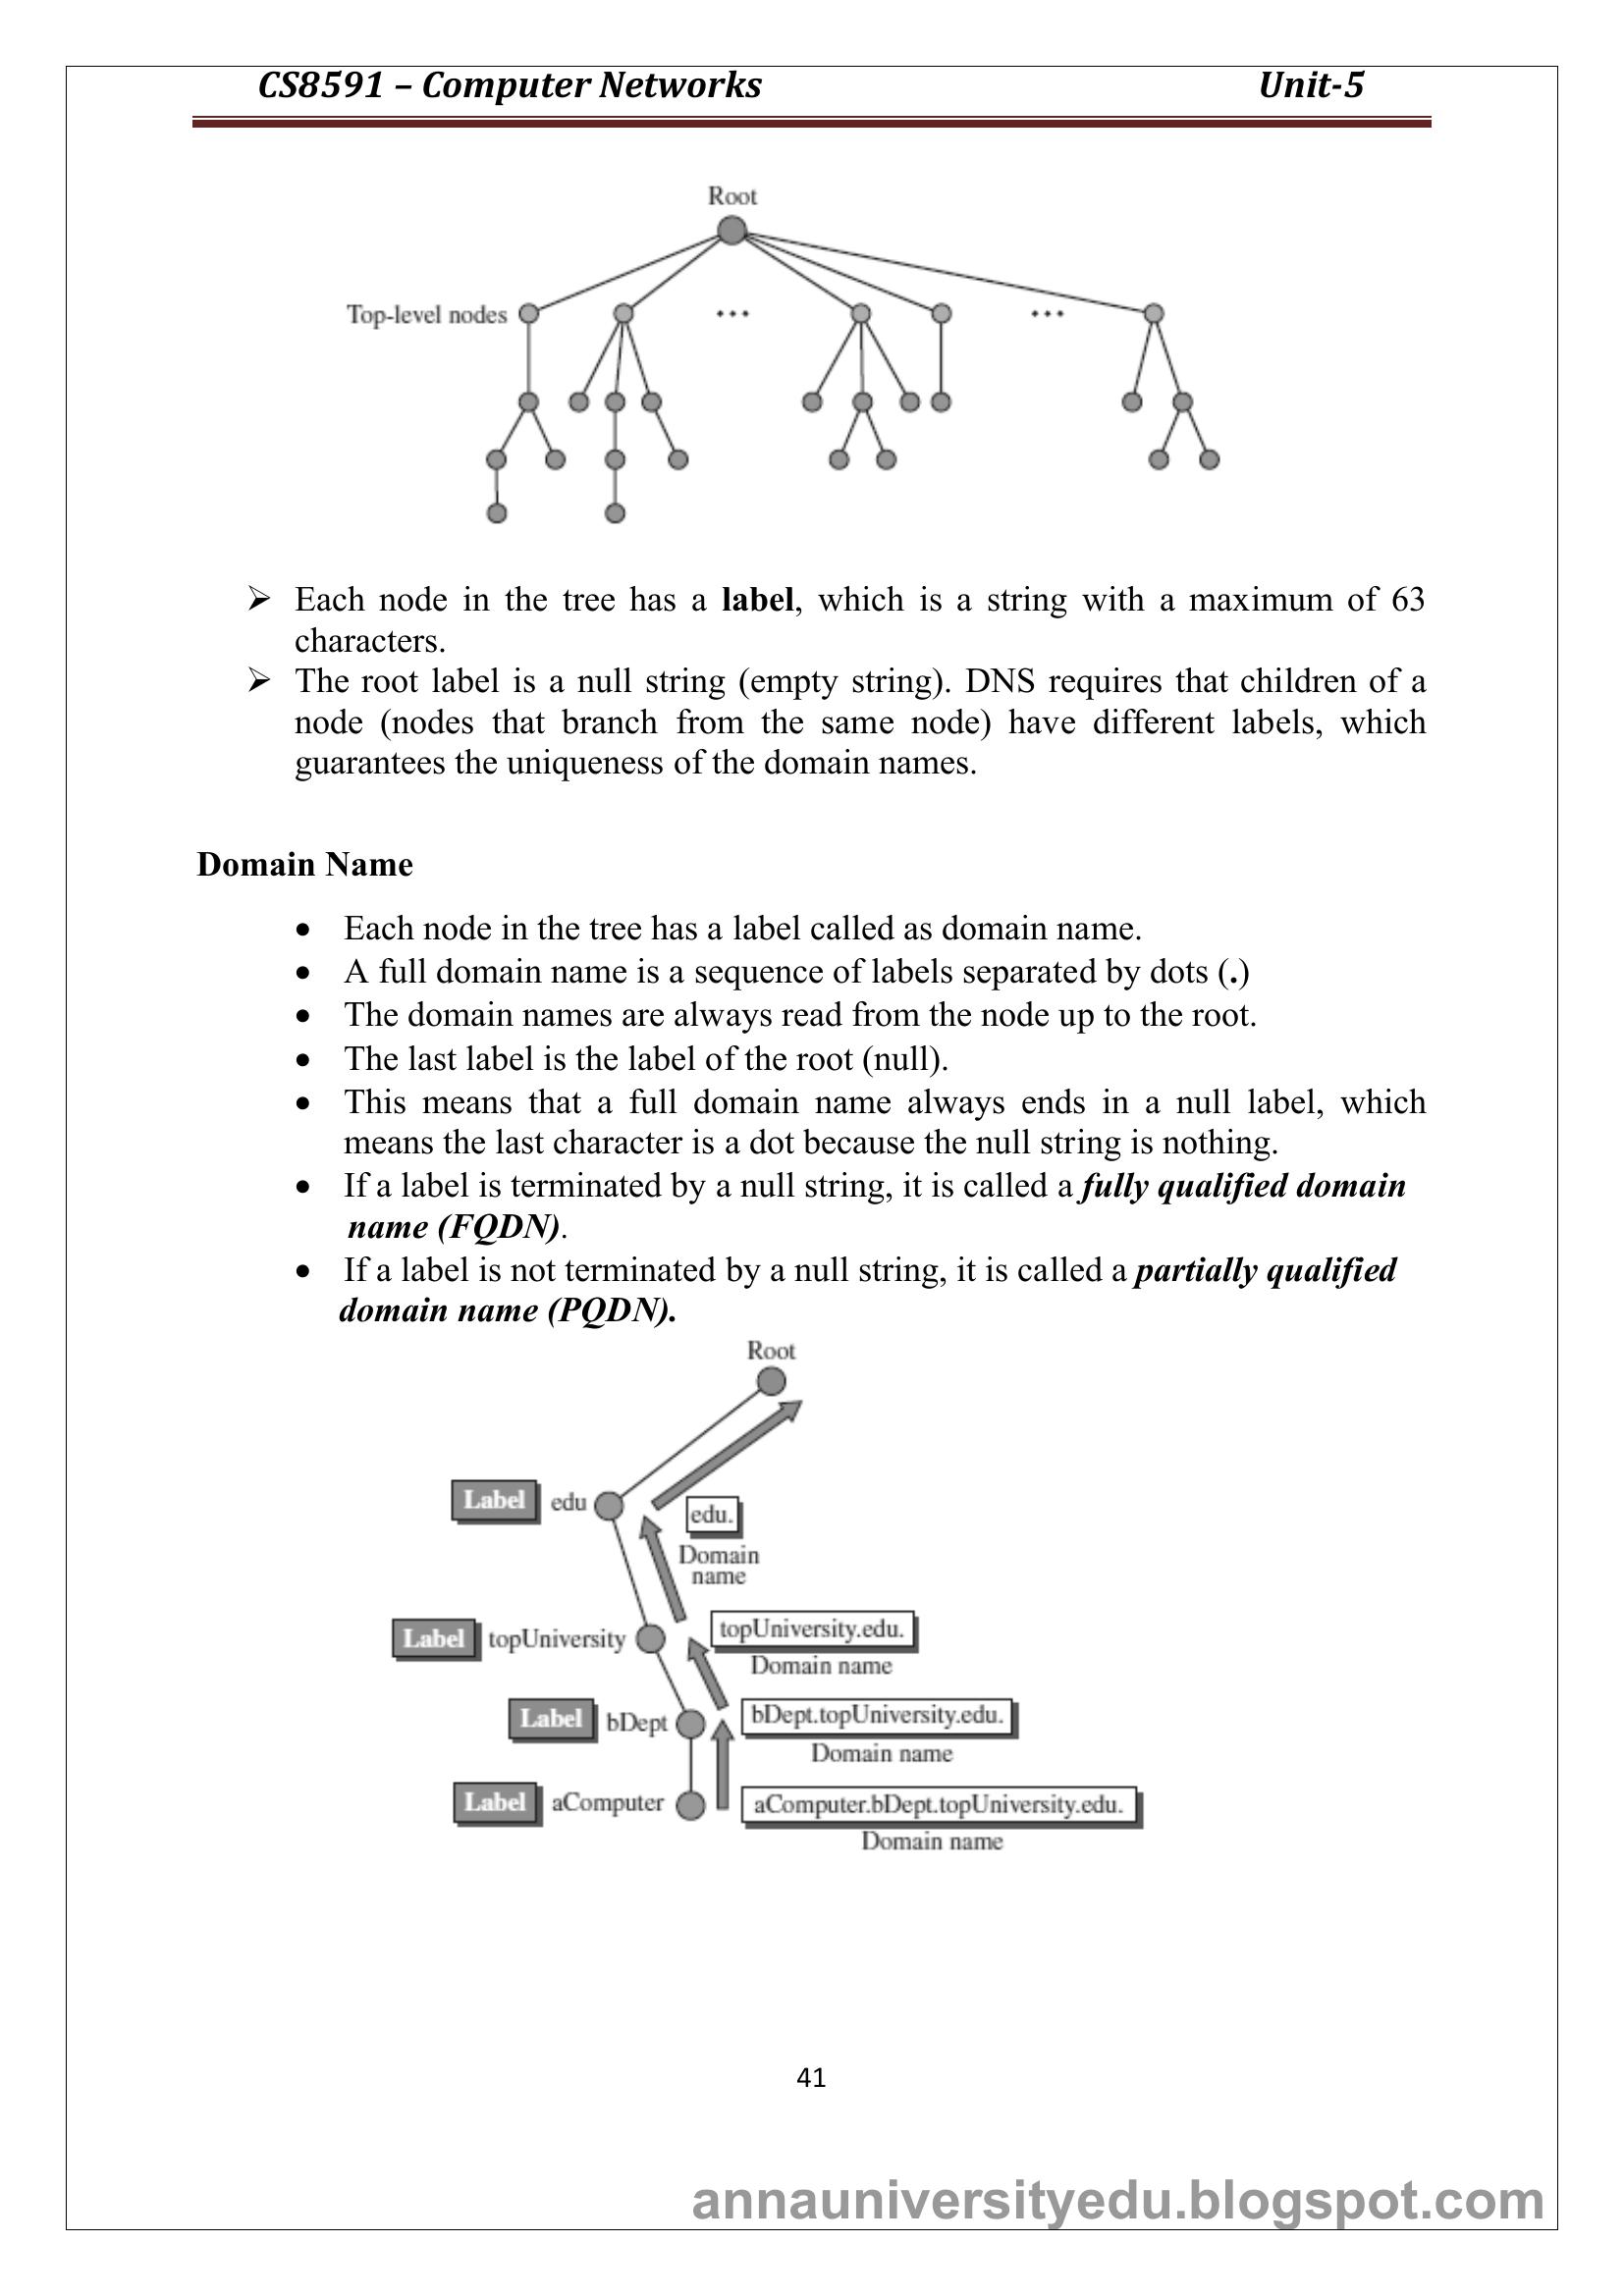 CS8591 – Computer Networks Unit-5
Root
Top-level nodes ... ...
➢ Each node in the tree has a label, which is a string with a maximum of 63
characters.
➢ The root label is a null string (empty string). DNS requires that children of a
node (nodes that branch from the same node) have different labels, which
guarantees the uniqueness of the domain names.
Domain Name
• Each node in the tree has a label called as domain name.
• A full domain name is a sequence of labels separated by dots (.)
• The domain names are always read from the node up to the root.
• The last label is the label of the root (null).
• This means that a full domain name always ends in a null label, which
means the last character is a dot because the null string is nothing.
• If a label is terminated by a null string, it is called a fully qualified domain
name (FQDN).
• If a label is not terminated by a null string, it is called a partially qualified
domain name (PQDN).
Root
Label edu
edu.
Domain
name
Label topUniversity
topUniversity.edu.
Domain name
Label bDept
bDept.topUniversity.edu.
Domain name
Label aComputer
aComputer.bDept.topUniversity.edu.
Domain name
41
annauniversityedu.blogspot.com